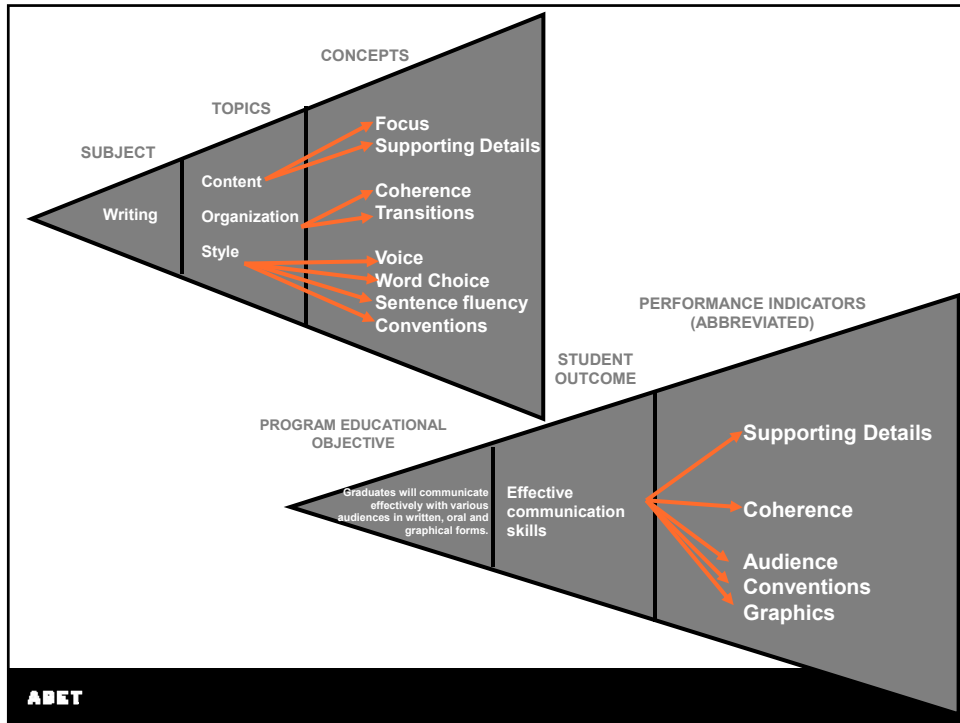 CONCEPTS
TOPICS
SUBJECT
Focus
Supporting Details
Content
Coherence
Writing
Organization
Transitions
Style
Voice
Word Choice
Sentence fluency
Conventions
PERFORMANCE INDICATORS
(ABBREVIATED)
STUDENT
OUTCOME
PROGRAM EDUCATIONAL
OBJECTIVE
Graduates will communicate
effectively with various
audiences in written, oral and
graphical forms.
Effective
communication
skills
Supporting Details
Coherence
Audience
Conventions
Graphics
ABET